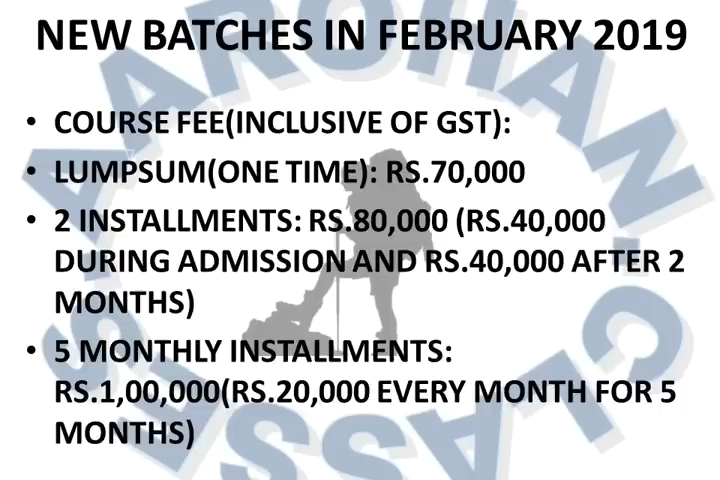 NEW BATCHES IN FEBRUARY 2019
• COURSE FEE(INCLUSIVE OF GST):
• LUMPSUM(ONE TIME): RS.70,000
• 2 INSTALLMENTS: RS.80,000 (RS.40,000
DURING ADMISSION AND RS.40,000 AFTER 2
MONTHS)
• 5 MONTHLY INSTALLMENTS:
RS.1,00,000(RS.20,000 EVERY MONTH FOR 5
MONTHS)
AROHAN CLASSES